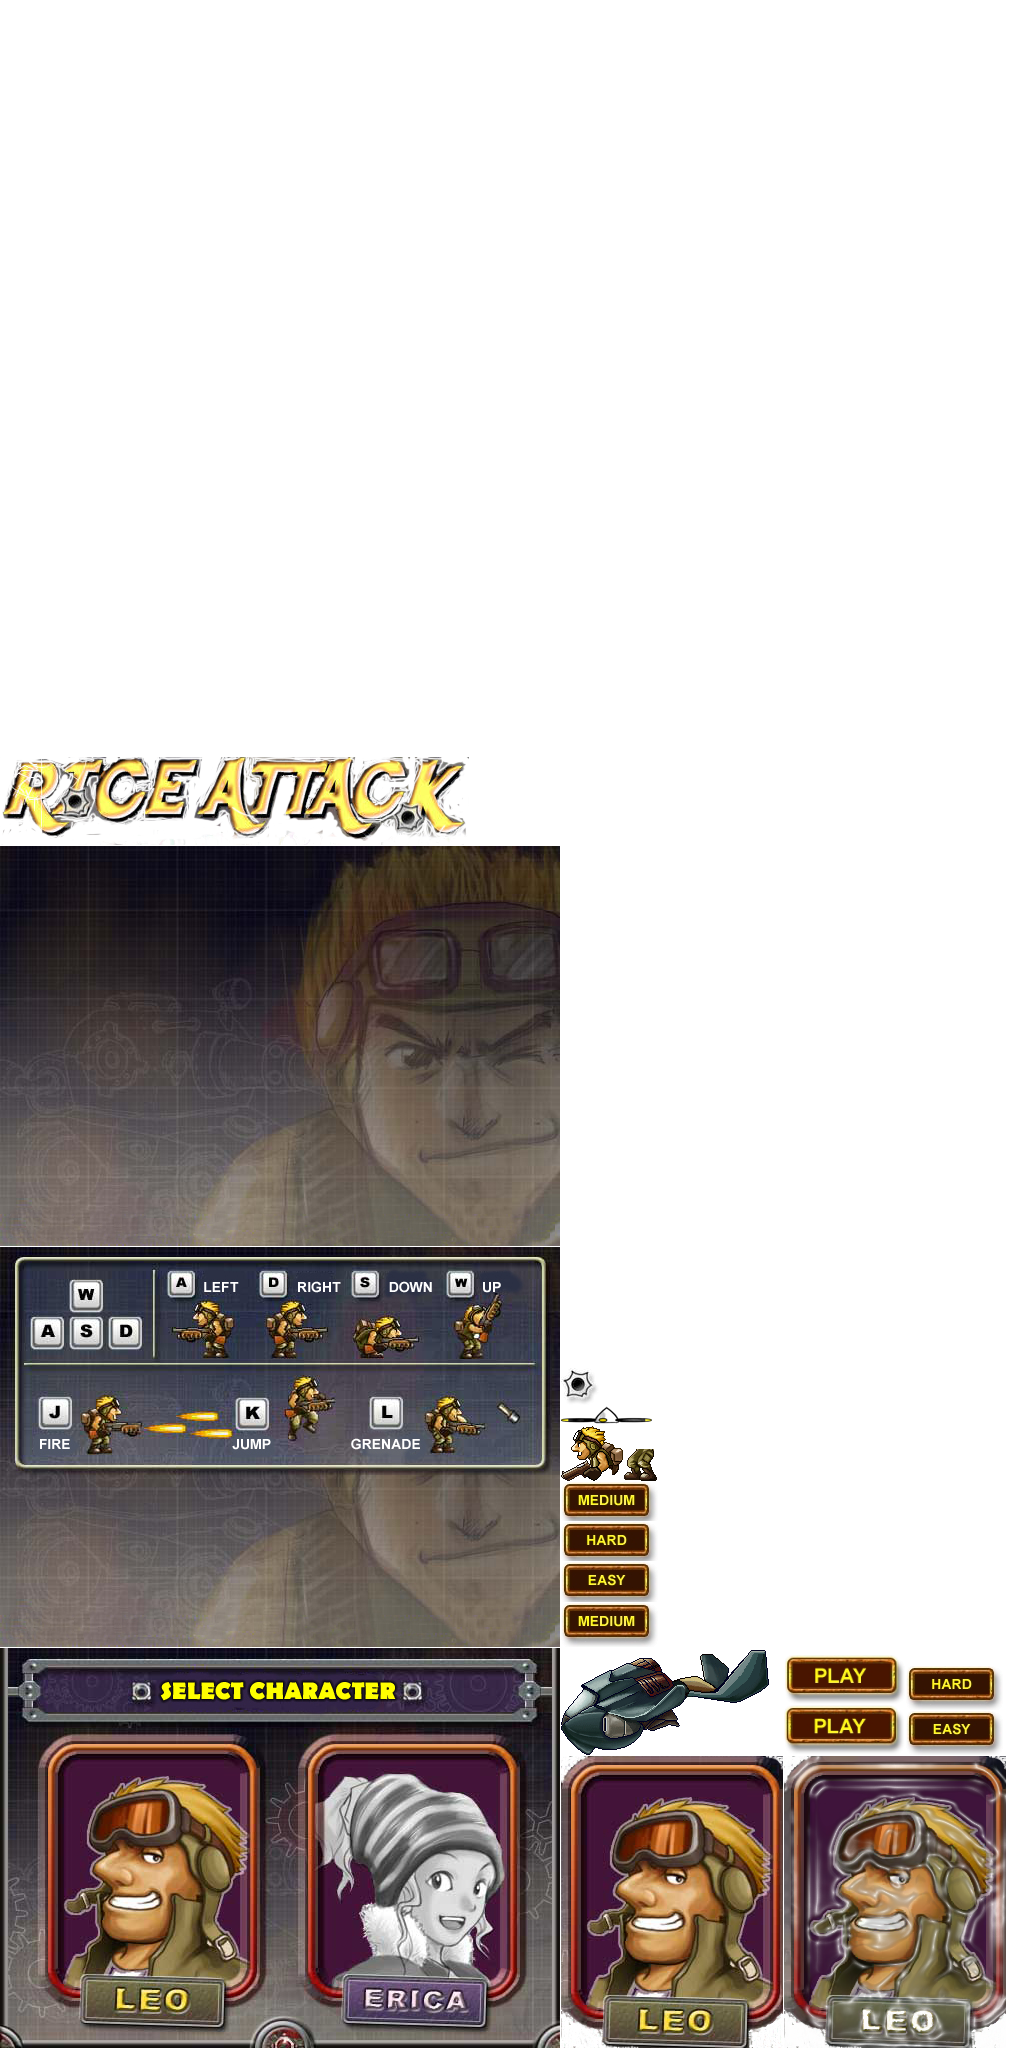 RICE ATTACK
A LEFT D RIGHT S DOWN W UP
W
A S D
J K L
FIRE JUMP GRENADE
MEDIUM
HARD
EASY
MEDIUM
SELECT CHARACTER
PLAY HARD
PLAY EASY
LEO ERICA LEO LEO